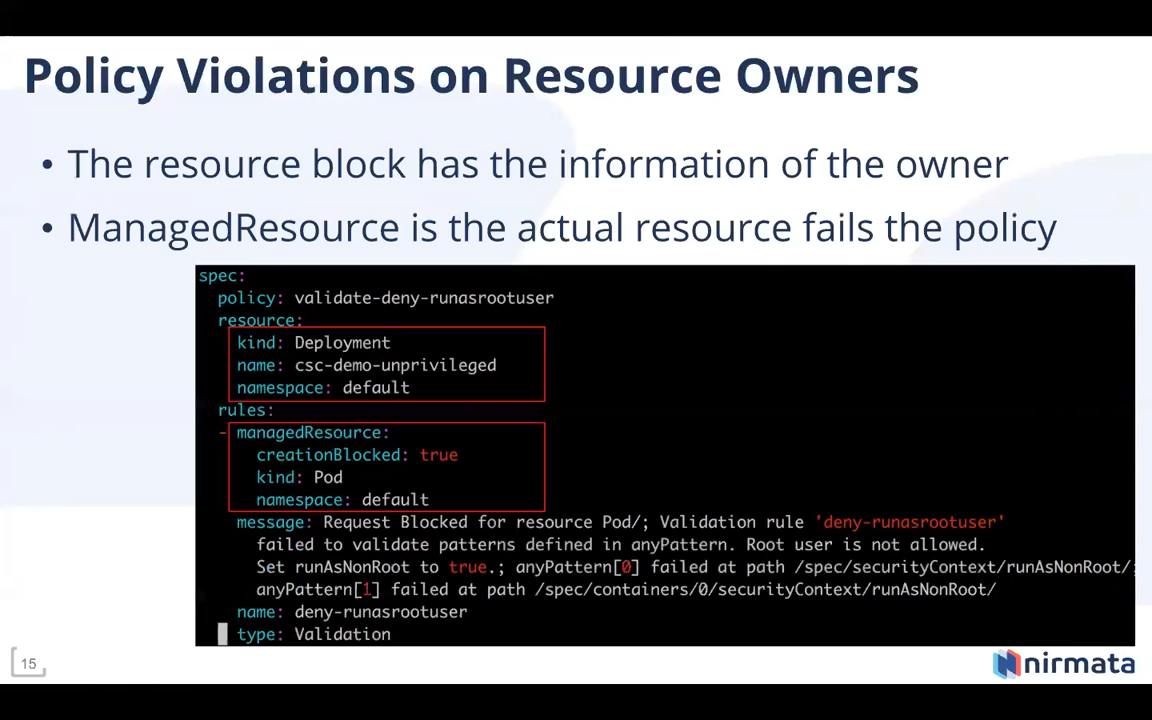 Policy Violations on Resource Owners
• The resource block has the information of the owner
• ManagedResource is the actual resource fails the policy
spec:
policy: validate-deny-runasrootuser
resource:
kind: Deployment
name: csc-demo-unprivileged
namespace: default
rules:
- managedResource:
creationBlocked: true
kind: Pod
namespace: default
message: Request Blocked for resource Pod/; Validation rule 'deny-runasrootuser'
failed to validate patterns defined in anyPattern. Root user is not allowed.
Set runAsNonRoot to true.; anyPattern[0] failed at path /spec/securityContext/runAsNonRoot/;
anyPattern[1] failed at path /spec/containers/0/securityContext/runAsNonRoot/
name: deny-runasrootuser
type: Validation
15
nirmata